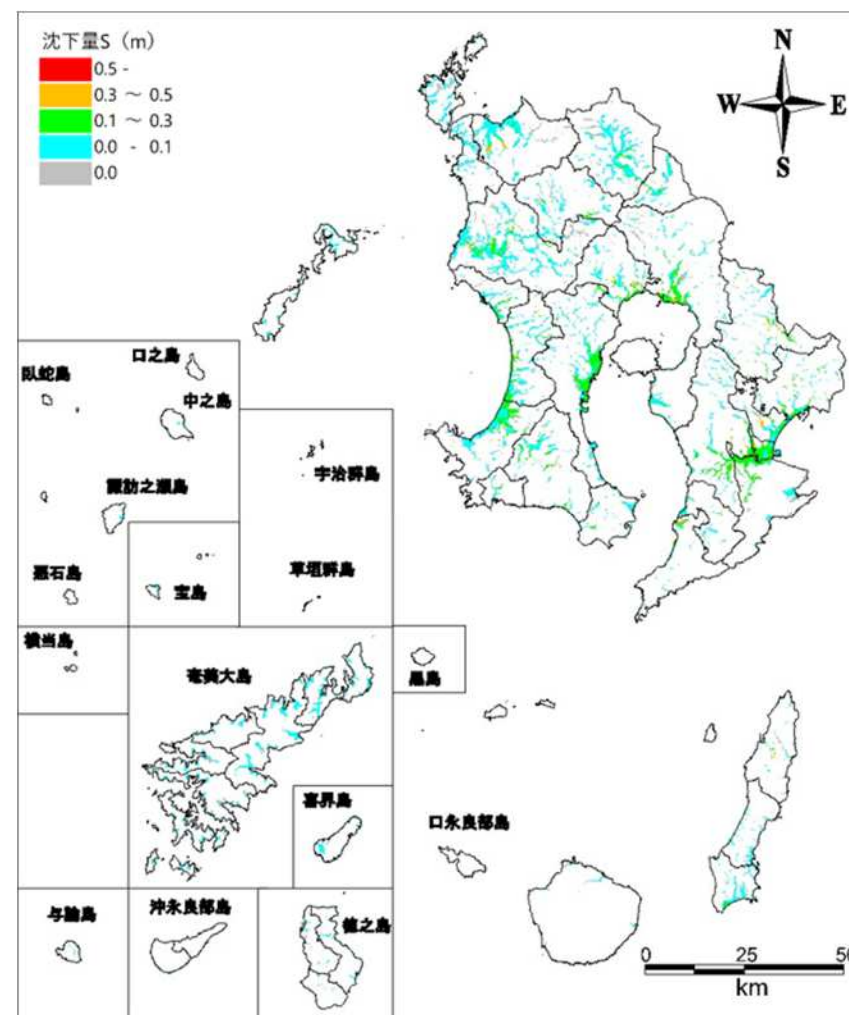 沈下量S（m）
0.5 -
0.3 ～ 0.5
0.1 ～ 0.3
0.0 - 0.1
0.0
N
W
E
S
口之島
臥蛇島
中之島
諏訪之瀬島
宇治群島
悪石島
宝島
草垣群島
横当島
奄美大島
黒島
喜界島
口永良部島
与論島
沖永良部島
徳之島
0 25 50
km